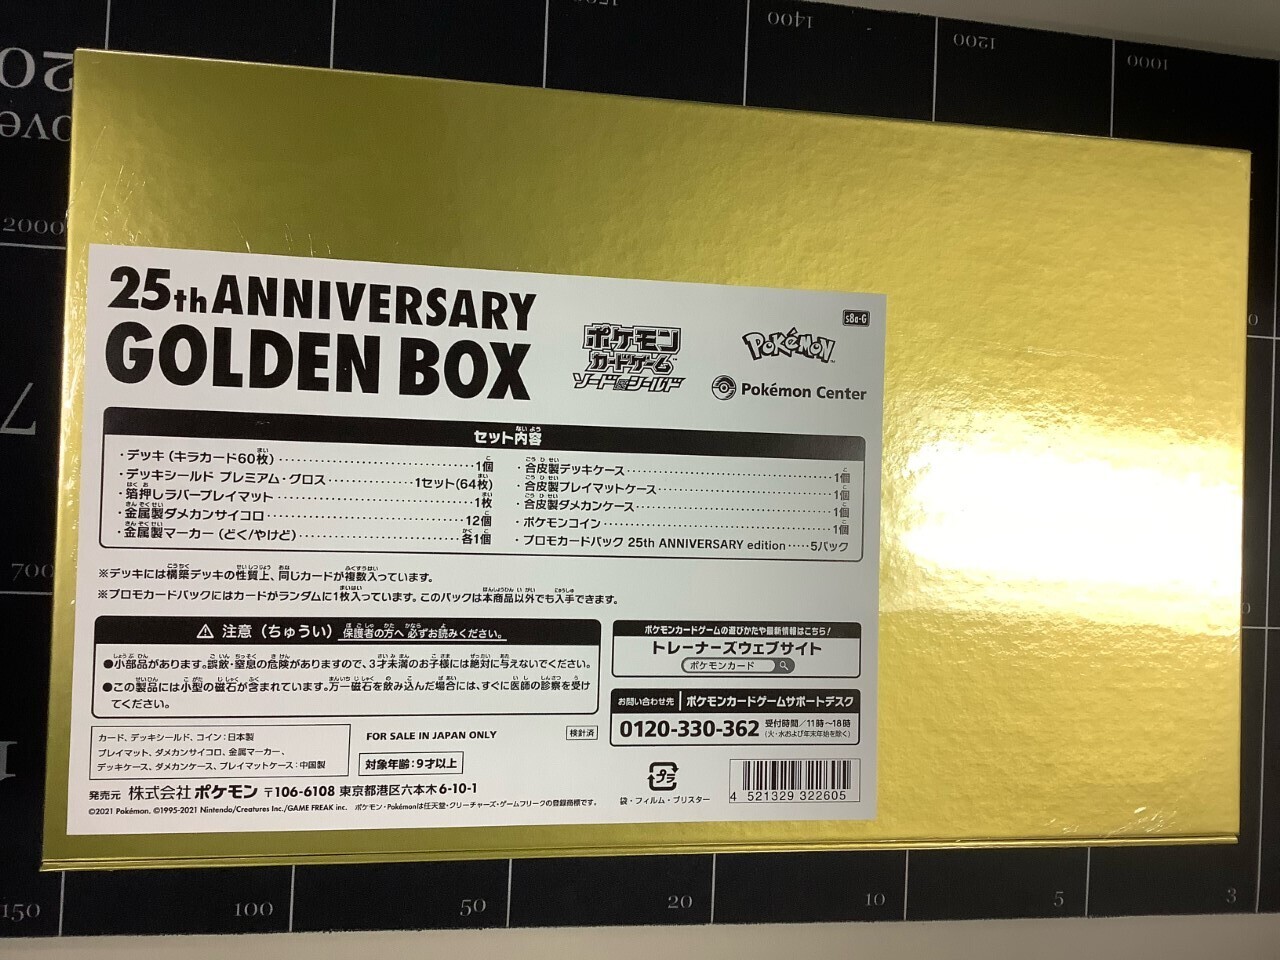 1500
1400
1200
1000
20
ove
2000
7
700
0
0
1
25th ANNIVERSARY
GOLDEN BOX
ポケモン
カードゲーム
ソード&シールド
s8a-G
Pokémon
Pokémon Center
セット内容
・デッキ (キラカード60枚)…1個
・デッキシールド プレミアム・グロス…1セット(64枚)
・箔押しラバープレイマット…1枚
・金属製ダメカンサイコロ…12個
・金属製マーカー (どく/やけど)…各1個
・合皮製デッキケース…1個
・合皮製プレイマットケース…1個
・合皮製ダメカンケース…1個
・ポケモンコイン…1個
・プロモカードパック 25th ANNIVERSARY edition…5パック
※デッキには構築デッキの性質上、同じカードが複数入っています。
※プロモカードパックにはカードがランダムに1枚入っています。このパックは本商品以外でも入手できます。
⚠ 注意 (ちゅうい) 保護者の方へ 必ずお読みください。
●小部品があります。誤飲・窒息の危険がありますので、3才未満のお子様には絶対に与えないでください。
●この製品には小型の磁石が含まれています。万一磁石を飲み込んだ場合には、すぐに医師の診察を受け
てください。
ポケモンカードゲームの遊びかたや最新情報はこちら!
トレーナーズウェブサイト
ポケモンカード
お問い合わせ先 ポケモンカードゲームサポートデスク
0120-330-362 受付時間/11時〜18時
(火・水および年末年始を除く)
カード、デッキシールド、コイン:日本製
プレイマット、ダメカンサイコロ、金属マーカー、
デッキケース、ダメカンケース、プレイマットケース:中国製
FOR SALE IN JAPAN ONLY
検針済
対象年齢:9才以上
発売元 株式会社 ポケモン 〒106-6108 東京都港区六本木6-10-1
©2021 Pokémon. ©1995-2021 Nintendo/Creatures Inc./GAME FREAK inc. ポケモン・Pokémonは任天堂・クリーチャーズ・ゲームフリークの登録商標です。
プラ
袋・フィルム・ブリスター
4 521329 322605
150
100
50
20
10
5
3